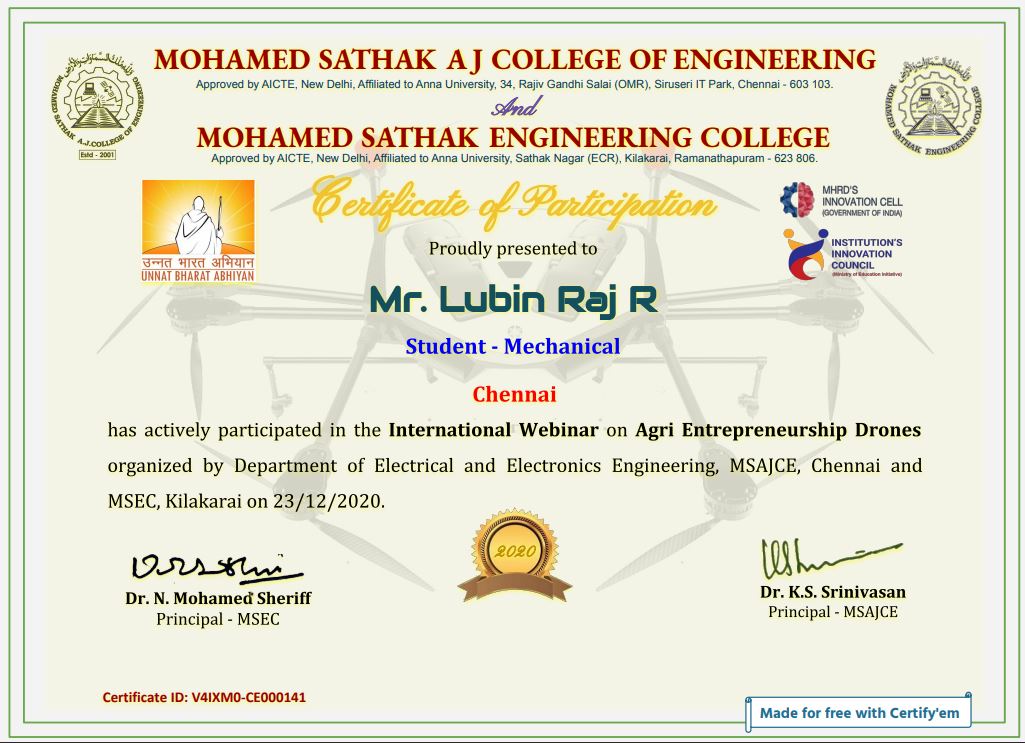 MOHAMED SATHAK A J COLLEGE OF ENGINEERING
Approved by AICTE, New Delhi, Affiliated to Anna University, 34, Rajiv Gandhi Salai (OMR), Siruseri IT Park, Chennai - 603 103.
And
MOHAMED SATHAK ENGINEERING COLLEGE
Approved by AICTE, New Delhi, Affiliated to Anna University, Sathak Nagar (ECR), Kilakarai, Ramanathapuram - 623 806.
MOHAMED SATHAK A.J.COLLEGE OF ENGINEERING
Estd - 2001
MOHAMED SATHAK ENGINEERING COLLEGE
उन्नत भारत अभियान
UNNAT BHARAT ABHIYAN
Certificate of Participation
MHRD'S
INNOVATION CELL
(GOVERNMENT OF INDIA)
INSTITUTION'S
INNOVATION
COUNCIL
(Ministry of Education Initiative)
Proudly presented to
Mr. Lubin Raj R
Student - Mechanical
Chennai
has actively participated in the International Webinar on Agri Entrepreneurship Drones
organized by Department of Electrical and Electronics Engineering, MSAJCE, Chennai and
MSEC, Kilakarai on 23/12/2020.
2020
Dr. N. Mohamed Sheriff
Principal - MSEC
Dr. K.S. Srinivasan
Principal - MSAJCE
Certificate ID: V4IXM0-CE000141
Made for free with Certify'em